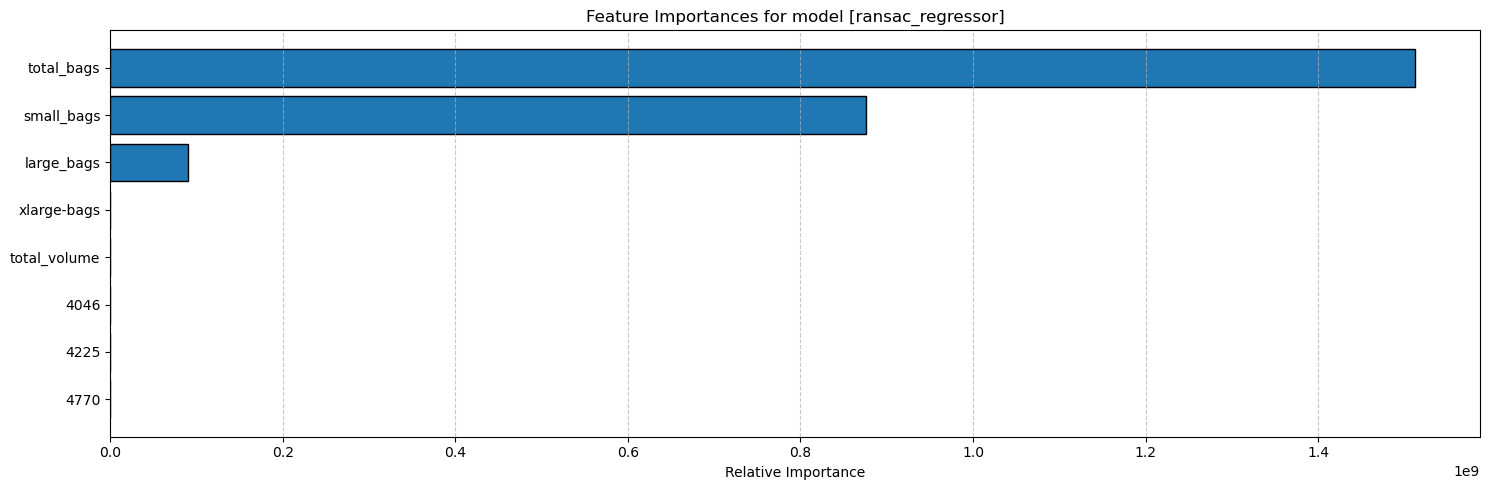 Feature Importances for model [ransac_regressor]
total_bags
small_bags
large_bags
xlarge-bags
total_volume
4046
4225
4770
0.0 0.2 0.4 0.6 0.8 1.0 1.2 1.4
1e9
Relative Importance